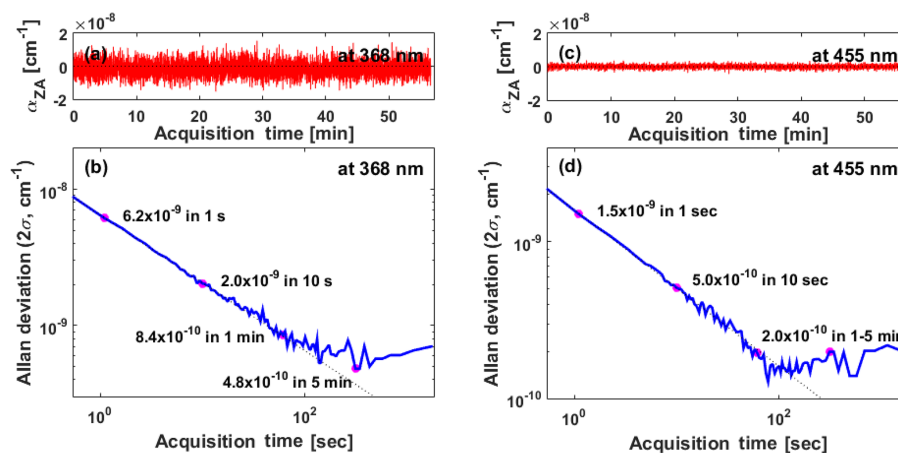 ×10⁻⁸
2
0
-2
α_ZA [cm⁻¹]
(a)
at 368 nm
0 10 20 30 40 50
Acquisition time [min]
×10⁻⁸
2
0
-2
α_ZA [cm⁻¹]
(c)
at 455 nm
0 10 20 30 40 50
Acquisition time [min]
(b)
at 368 nm
Allan deviation (2σ, cm⁻¹)
10⁻⁸
10⁻⁹
6.2x10⁻⁹ in 1 s
2.0x10⁻⁹ in 10 s
8.4x10⁻¹⁰ in 1 min
4.8x10⁻¹⁰ in 5 min
10⁰ 10²
Acquisition time [sec]
(d)
at 455 nm
Allan deviation (2σ, cm⁻¹)
10⁻⁹
10⁻¹⁰
1.5x10⁻⁹ in 1 sec
5.0x10⁻¹⁰ in 10 sec
2.0x10⁻¹⁰ in 1-5 min
10⁰ 10²
Acquisition time [sec]